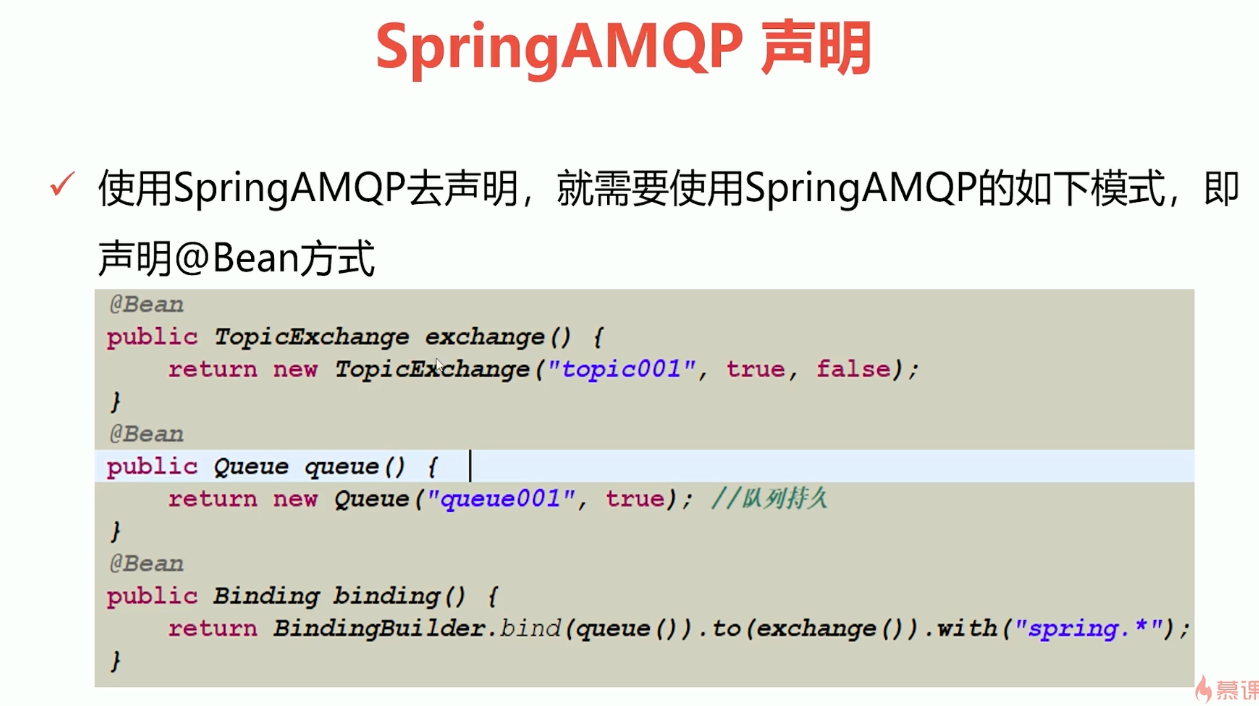 SpringAMQP 声明
✓ 使用SpringAMQP去声明，就需要使用SpringAMQP的如下模式，即
声明@Bean方式
@Bean
public TopicExchange exchange() {
    return new TopicExchange("topic001", true, false);
}
@Bean
public Queue queue() {
    return new Queue("queue001", true); //队列持久
}
@Bean
public Binding binding() {
    return BindingBuilder.bind(queue()).to(exchange()).with("spring.*");
}
慕课